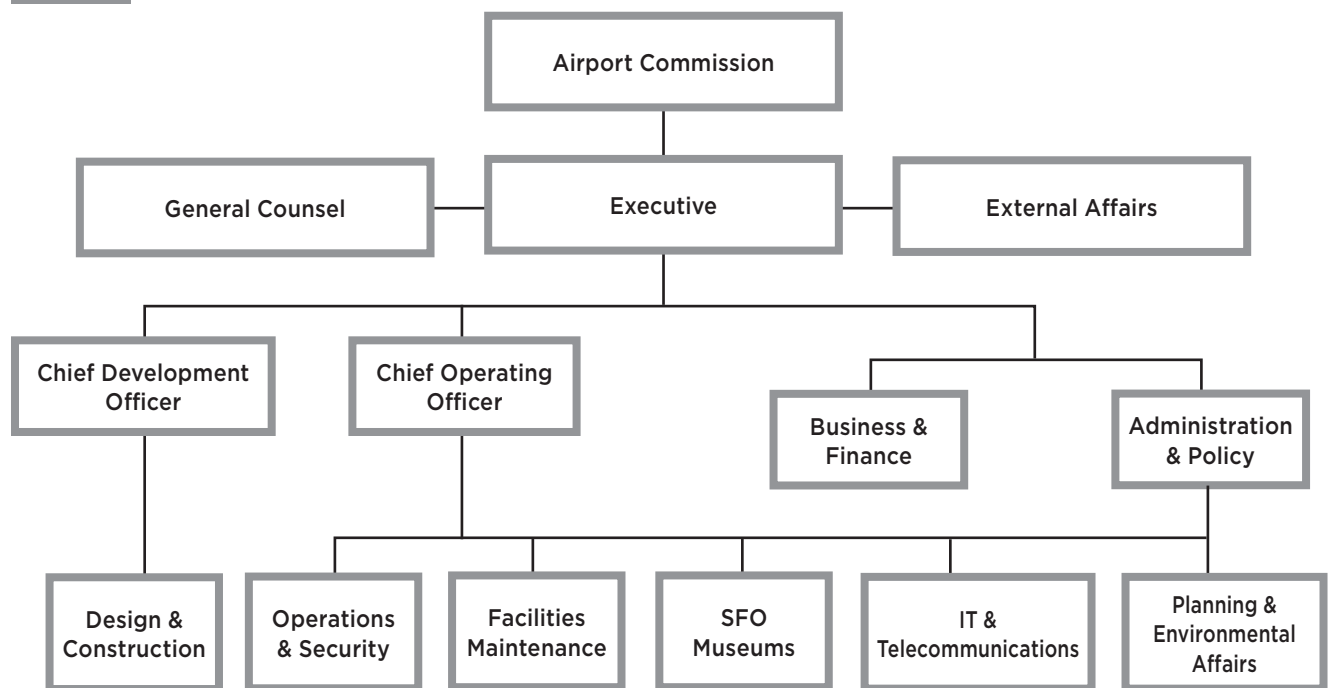 Airport Commission
General Counsel
Executive
External Affairs
Chief Development
Officer
Chief Operating
Officer
Business &
Finance
Administration
& Policy
Design &
Construction
Operations
& Security
Facilities
Maintenance
SFO
Museums
IT &
Telecommunications
Planning &
Environmental
Affairs